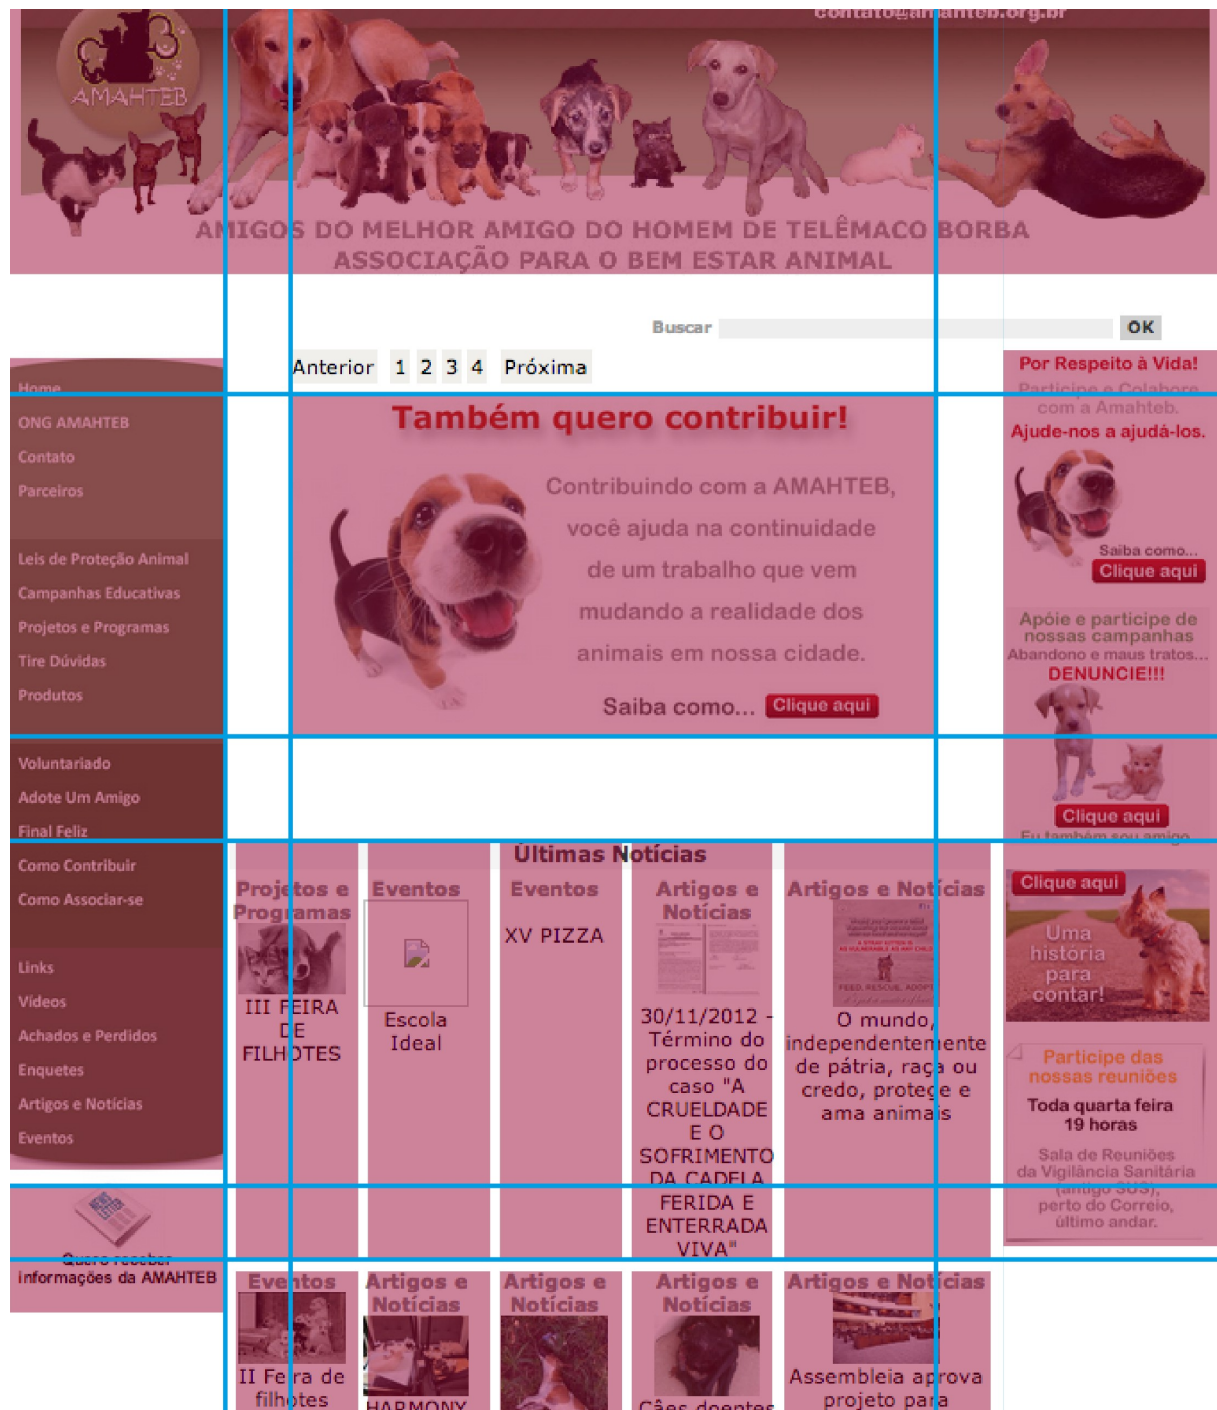 contato@amahteb.org.br
AMAHTEB
AMIGOS DO MELHOR AMIGO DO HOMEM DE TELÊMACO BORBA
ASSOCIAÇÃO PARA O BEM ESTAR ANIMAL
Buscar OK
Anterior 1 2 3 4 Próxima
Home
ONG AMAHTEB
Contato
Parceiros
Leis de Proteção Animal
Campanhas Educativas
Projetos e Programas
Tire Dúvidas
Produtos
Voluntariado
Adote Um Amigo
Final Feliz
Como Contribuir
Como Associar-se
Links
Vídeos
Achados e Perdidos
Enquetes
Artigos e Notícias
Eventos
Quero receber
informações da AMAHTEB
Também quero contribuir!
Contribuindo com a AMAHTEB,
você ajuda na continuidade
de um trabalho que vem
mudando a realidade dos
animais em nossa cidade.
Saiba como... Clique aqui
Últimas Notícias
Projetos e
Programas
III FEIRA
DE
FILHOTES
Eventos
Escola
Ideal
Eventos
XV PIZZA
Artigos e
Notícias
30/11/2012 -
Término do
processo do
caso "A
CRUELDADE
E O
SOFRIMENTO
DA CADELA
FERIDA E
ENTERRADA
VIVA"
Artigos e Notícias
A STRAY KITTEN IS
AS VULNERABLE AS ANY CHILD
FEED, RESCUE, ADOPT
O mundo,
independentemente
de pátria, raça ou
credo, protege e
ama animais
Eventos
II Feira de
filhotes
Artigos e
Notícias
HARMONY
Artigos e
Notícias
Artigos e
Notícias
Cães doentes
Artigos e Notícias
Assembleia aprova
projeto para
Por Respeito à Vida!
Participe e Colabore
com a Amahteb.
Ajude-nos a ajudá-los.
Saiba como...
Clique aqui
Apóie e participe de
nossas campanhas
Abandono e maus tratos...
DENUNCIE!!!
Clique aqui
Eu também sou amigo
Clique aqui
Uma
história
para
contar!
Participe das
nossas reuniões
Toda quarta feira
19 horas
Sala de Reuniões
da Vigilância Sanitária
(antigo SUS),
perto do Correio,
último andar.